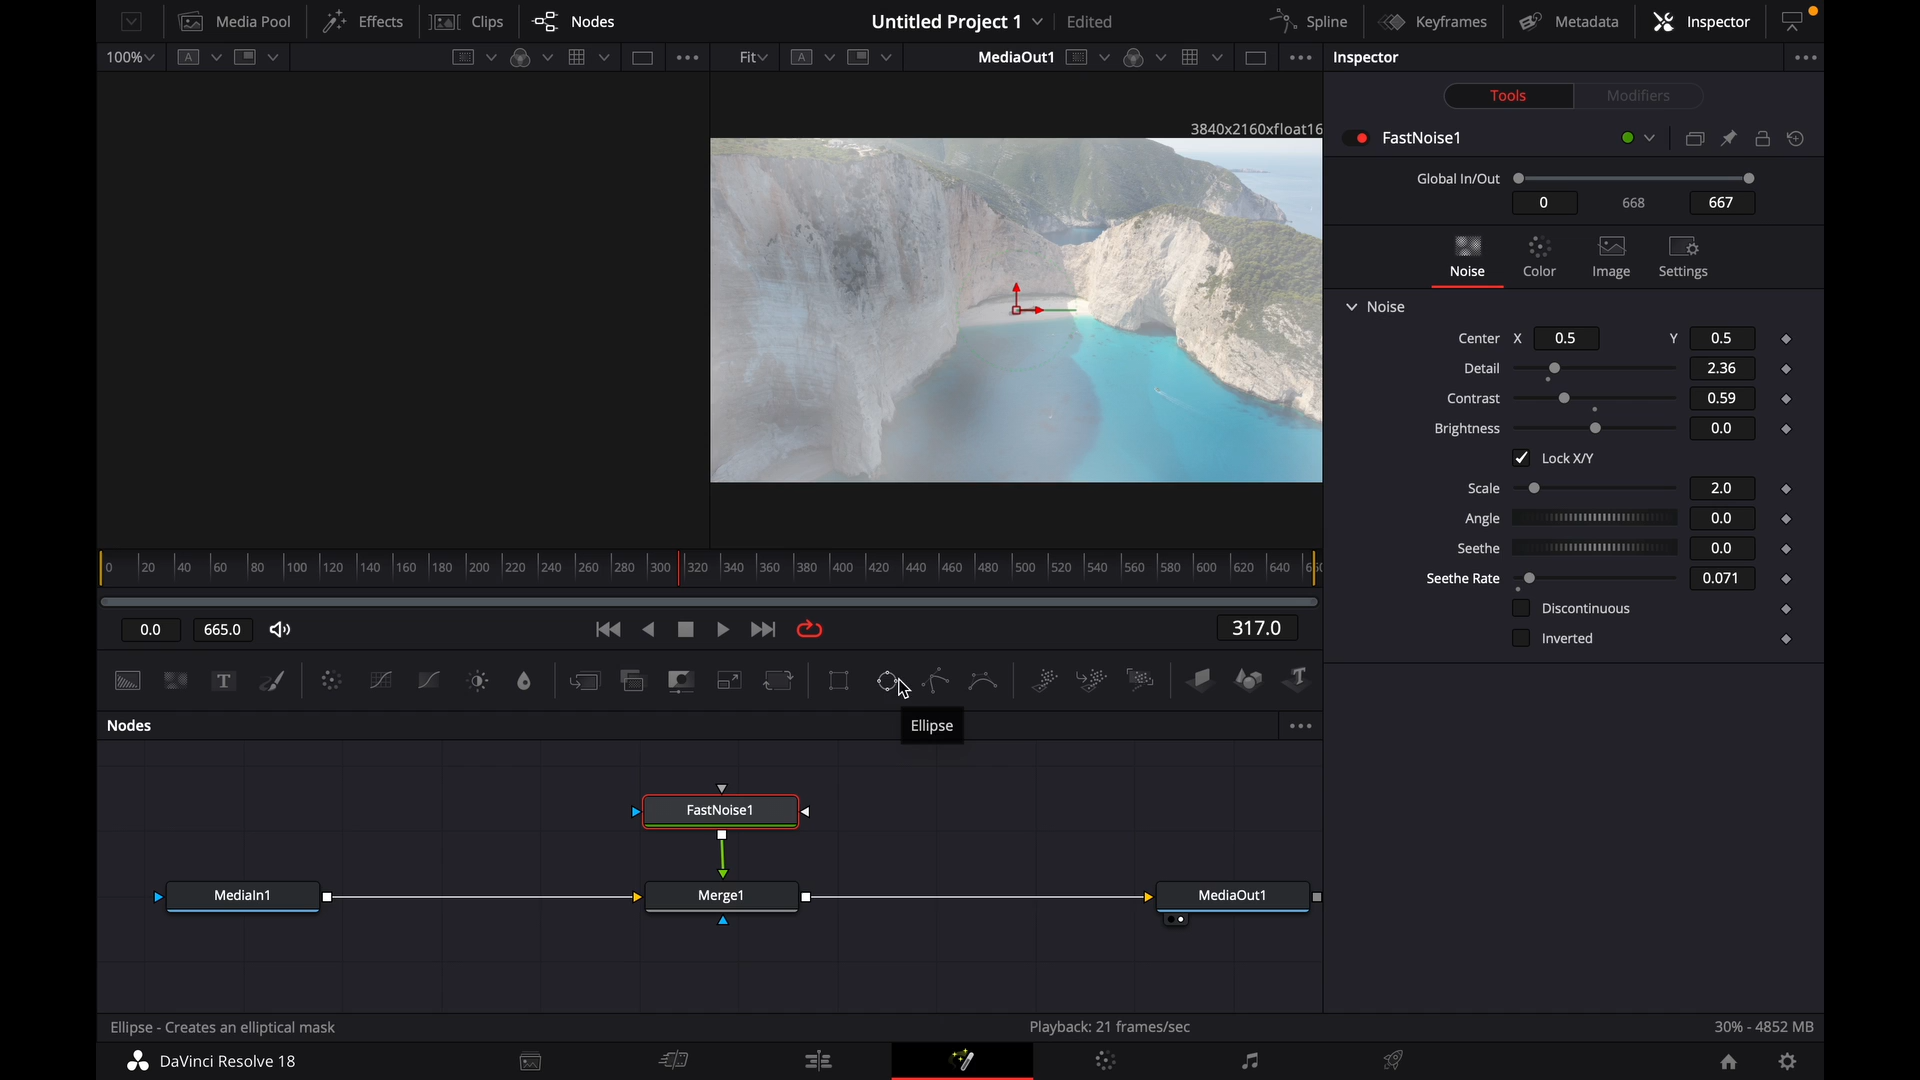 Media Pool
Effects
Clips
Nodes
Untitled Project 1
Edited
Spline
Keyframes
Metadata
Inspector
100%
Fit
MediaOut1
Inspector
Tools
Modifiers
3840x2160xfloat16
FastNoise1
Global In/Out
0
668
667
Noise
Color
Image
Settings
Noise
Center X 0.5 Y 0.5
Detail 2.36
Contrast 0.59
Brightness 0.0
Lock X/Y
Scale 2.0
Angle 0.0
Seethe 0.0
Seethe Rate 0.071
Discontinuous
Inverted
0 20 40 60 80 100 120 140 160 180 200 220 240 260 280 300 320 340 360 380 400 420 440 460 480 500 520 540 560 580 600 620 640
0.0
665.0
317.0
Ellipse
Nodes
FastNoise1
MediaIn1
Merge1
MediaOut1
Ellipse - Creates an elliptical mask
Playback: 21 frames/sec
30% - 4852 MB
DaVinci Resolve 18